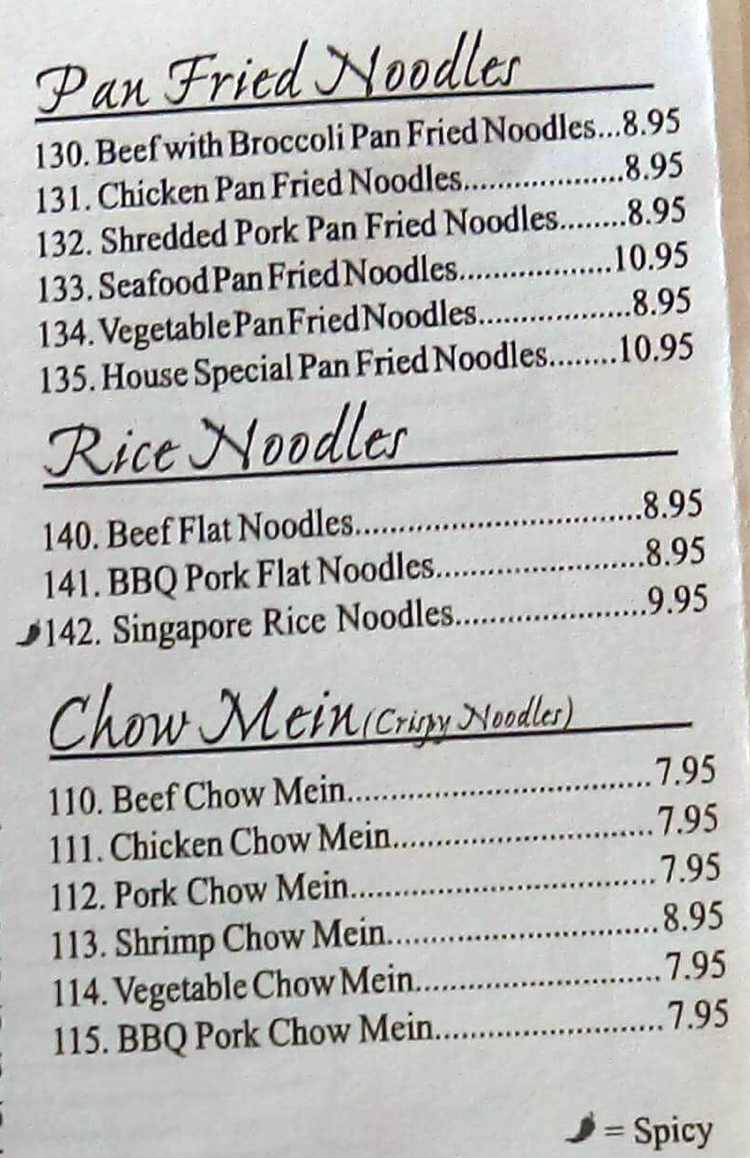 Pan Fried Noodles
130. Beef with Broccoli Pan Fried Noodles...8.95
131. Chicken Pan Fried Noodles....................8.95
132. Shredded Pork Pan Fried Noodles........8.95
133. Seafood Pan Fried Noodles...................10.95
134. Vegetable Pan Fried Noodles...................8.95
135. House Special Pan Fried Noodles........10.95
Rice Noodles
140. Beef Flat Noodles....................................8.95
141. BBQ Pork Flat Noodles..........................8.95
142. Singapore Rice Noodles........................9.95
Chow Mein (Crispy Noodles)
110. Beef Chow Mein......................................7.95
111. Chicken Chow Mein................................7.95
112. Pork Chow Mein.....................................7.95
113. Shrimp Chow Mein.................................8.95
114. Vegetable Chow Mein..............................7.95
115. BBQ Pork Chow Mein............................7.95
= Spicy